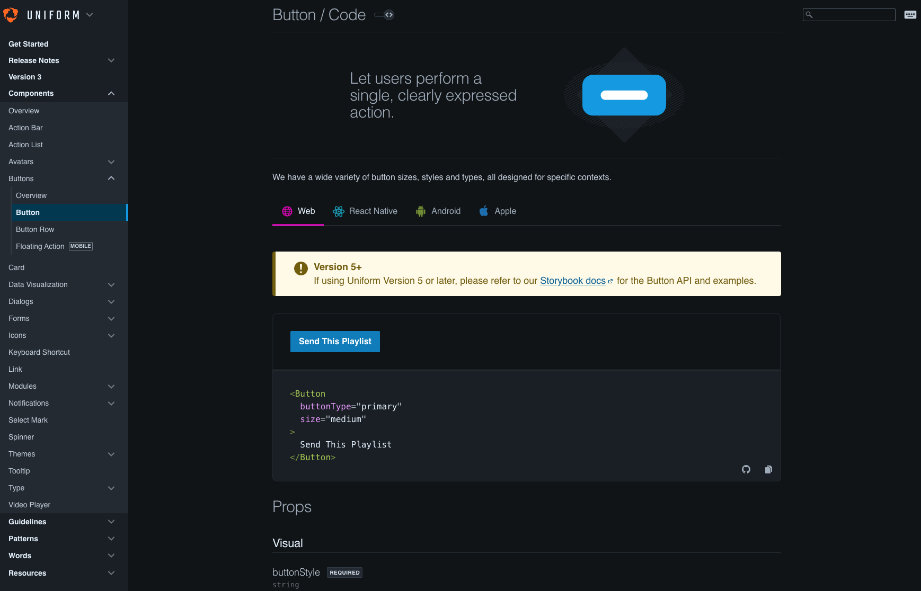 UNIFORM
Get Started
Release Notes
Version 3
Components
Overview
Action Bar
Action List
Avatars
Buttons
Overview
Button
Button Row
Floating Action MOBILE
Card
Data Visualization
Dialogs
Forms
Icons
Keyboard Shortcut
Link
Modules
Notifications
Select Mark
Spinner
Themes
Tooltip
Type
Video Player
Guidelines
Patterns
Words
Resources
Button / Code
Let users perform a
single, clearly expressed
action.
We have a wide variety of button sizes, styles and types, all designed for specific contexts.
Web React Native Android Apple
Version 5+
If using Uniform Version 5 or later, please refer to our Storybook docs for the Button API and examples.
Send This Playlist
<Button
buttonType="primary"
size="medium"
>
Send This Playlist
</Button>
Props
Visual
buttonStyle REQUIRED
string